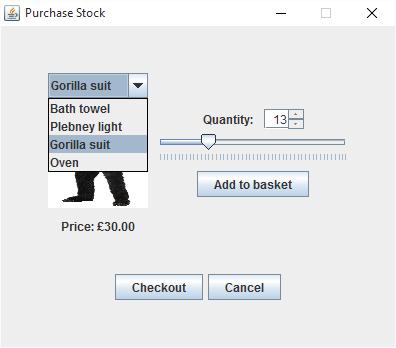 Purchase Stock
Gorilla suit
Bath towel
Plebney light
Gorilla suit
Oven
Quantity: 13
Add to basket
Price: £30.00
Checkout Cancel